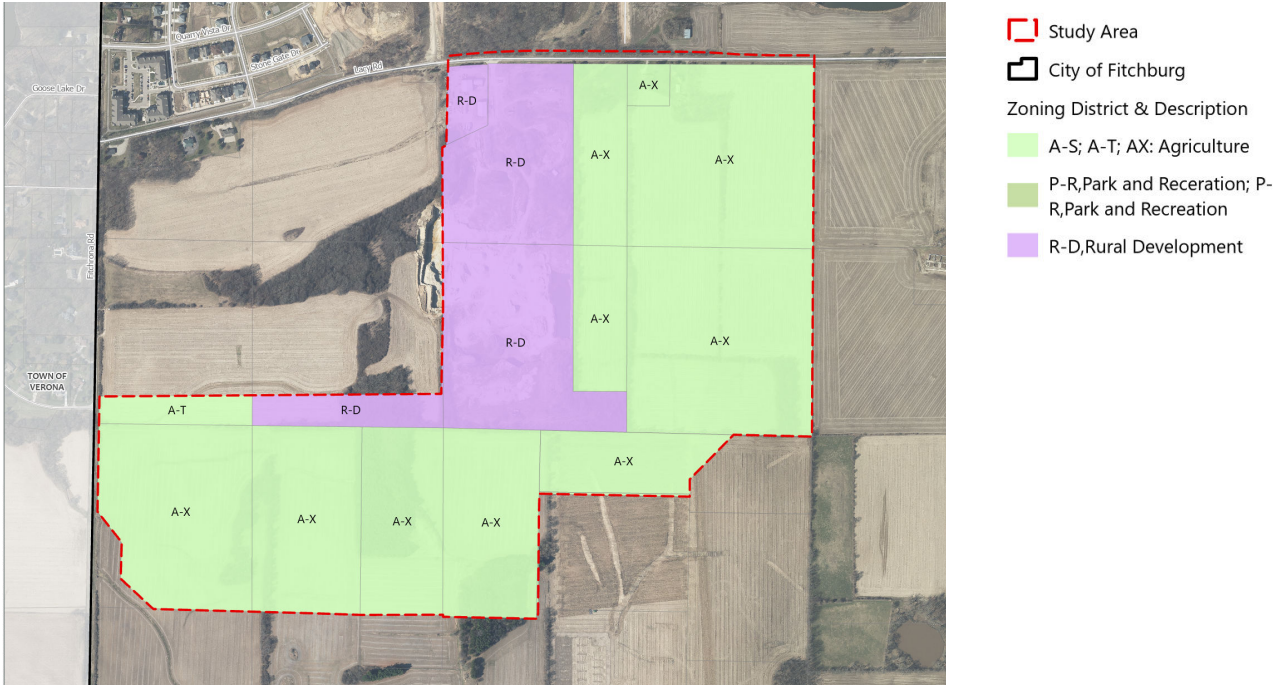 Quarry Vista Dr
Stone Gate Dr
Lacy Rd
Goose Lake Dr
Fitchrona Rd
TOWN OF
VERONA
R-D
A-X
R-D
A-X
A-X
A-X
R-D
A-X
A-T
R-D
A-X
A-X
A-X
A-X
A-X
Study Area
City of Fitchburg
Zoning District & Description
A-S; A-T; AX: Agriculture
P-R,Park and Receration; P-
R,Park and Recreation
R-D,Rural Development